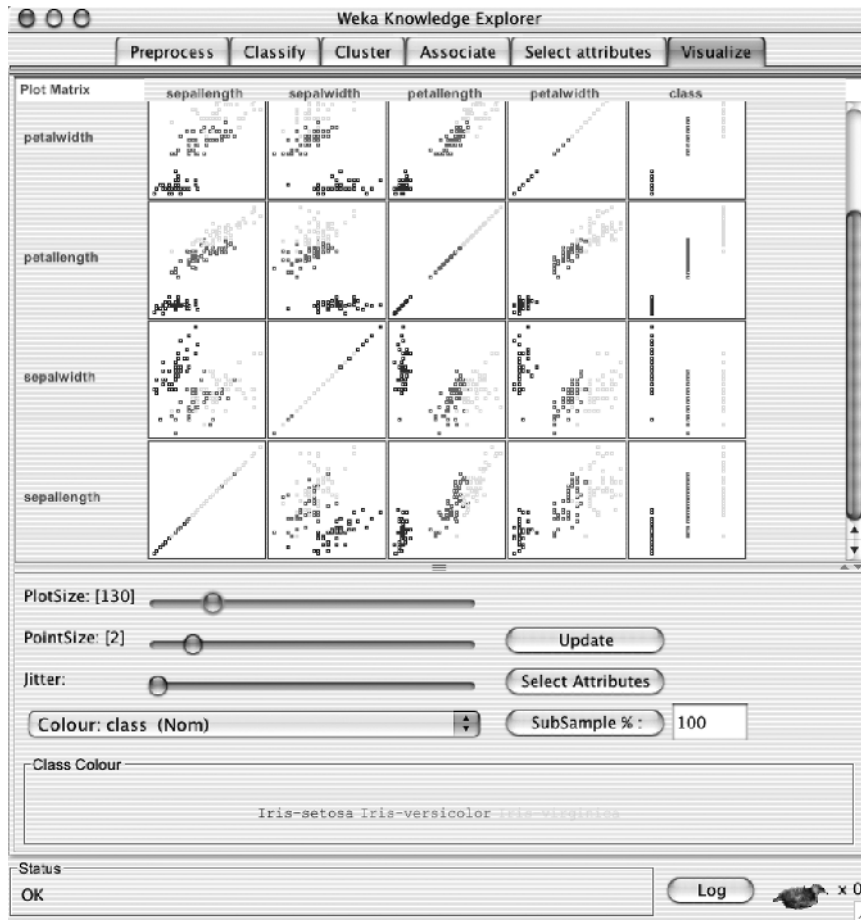 Weka Knowledge Explorer
Preprocess Classify Cluster Associate Select attributes Visualize
Plot Matrix sepallength sepalwidth petallength petalwidth class
petalwidth
petallength
sepalwidth
sepallength
PlotSize: [130]
PointSize: [2] Update
Jitter: Select Attributes
Colour: class (Nom) SubSample % : 100
Class Colour
Iris-setosa Iris-versicolor Iris-virginica
Status
OK Log x 0